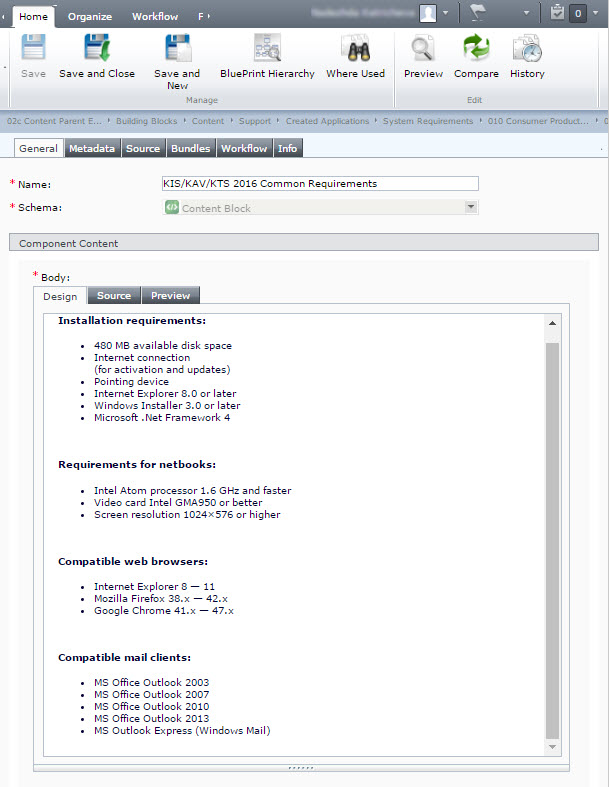 Home Organize Workflow F
0
Save Save and Close Save and New BluePrint Hierarchy Where Used Preview Compare History
Manage Edit
02c Content Parent E... Building Blocks Content Support Created Applications System Requirements 010 Consumer Product...
General Metadata Source Bundles Workflow Info
* Name: KIS/KAV/KTS 2016 Common Requirements
* Schema: Content Block
Component Content
* Body:
Design Source Preview
Installation requirements:
• 480 MB available disk space
• Internet connection
(for activation and updates)
• Pointing device
• Internet Explorer 8.0 or later
• Windows Installer 3.0 or later
• Microsoft .Net Framework 4
Requirements for netbooks:
• Intel Atom processor 1.6 GHz and faster
• Video card Intel GMA950 or better
• Screen resolution 1024×576 or higher
Compatible web browsers:
• Internet Explorer 8 — 11
• Mozilla Firefox 38.x — 42.x
• Google Chrome 41.x — 47.x
Compatible mail clients:
• MS Office Outlook 2003
• MS Office Outlook 2007
• MS Office Outlook 2010
• MS Office Outlook 2013
• MS Outlook Express (Windows Mail)